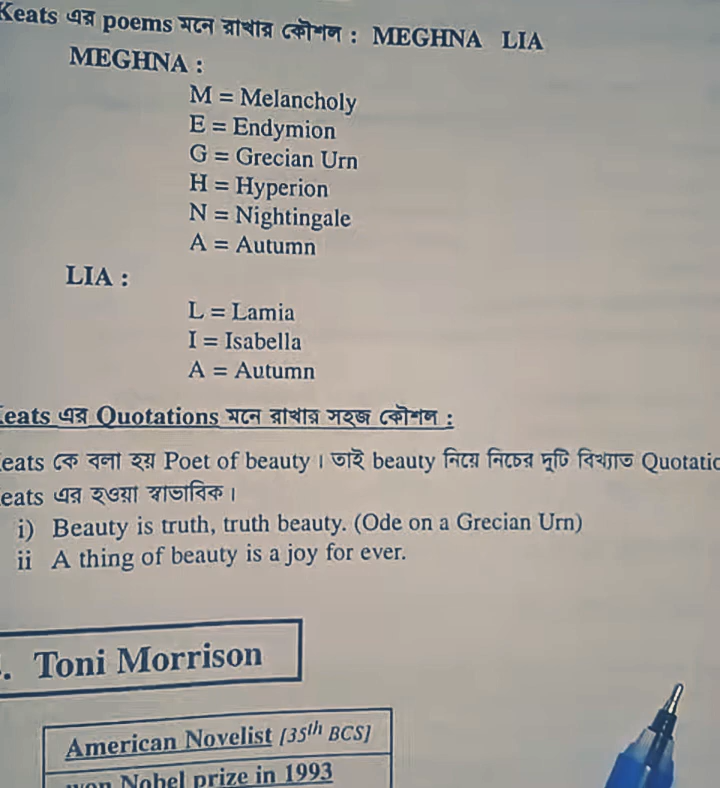 Keats এর poems মনে রাখার কৌশল : MEGHNA LIA
MEGHNA :
M = Melancholy
E = Endymion
G = Grecian Urn
H = Hyperion
N = Nightingale
A = Autumn
LIA :
L = Lamia
I = Isabella
A = Autumn
eats এর Quotations মনে রাখার সহজ কৌশল :
eats কে বলা হয় Poet of beauty । তাই beauty নিয়ে নিচের দুটি বিখ্যাত Quotatio
eats এর হওয়া স্বাভাবিক ।
i) Beauty is truth, truth beauty. (Ode on a Grecian Urn)
ii A thing of beauty is a joy for ever.
. Toni Morrison
American Novelist [35th BCS]
won Nobel prize in 1993